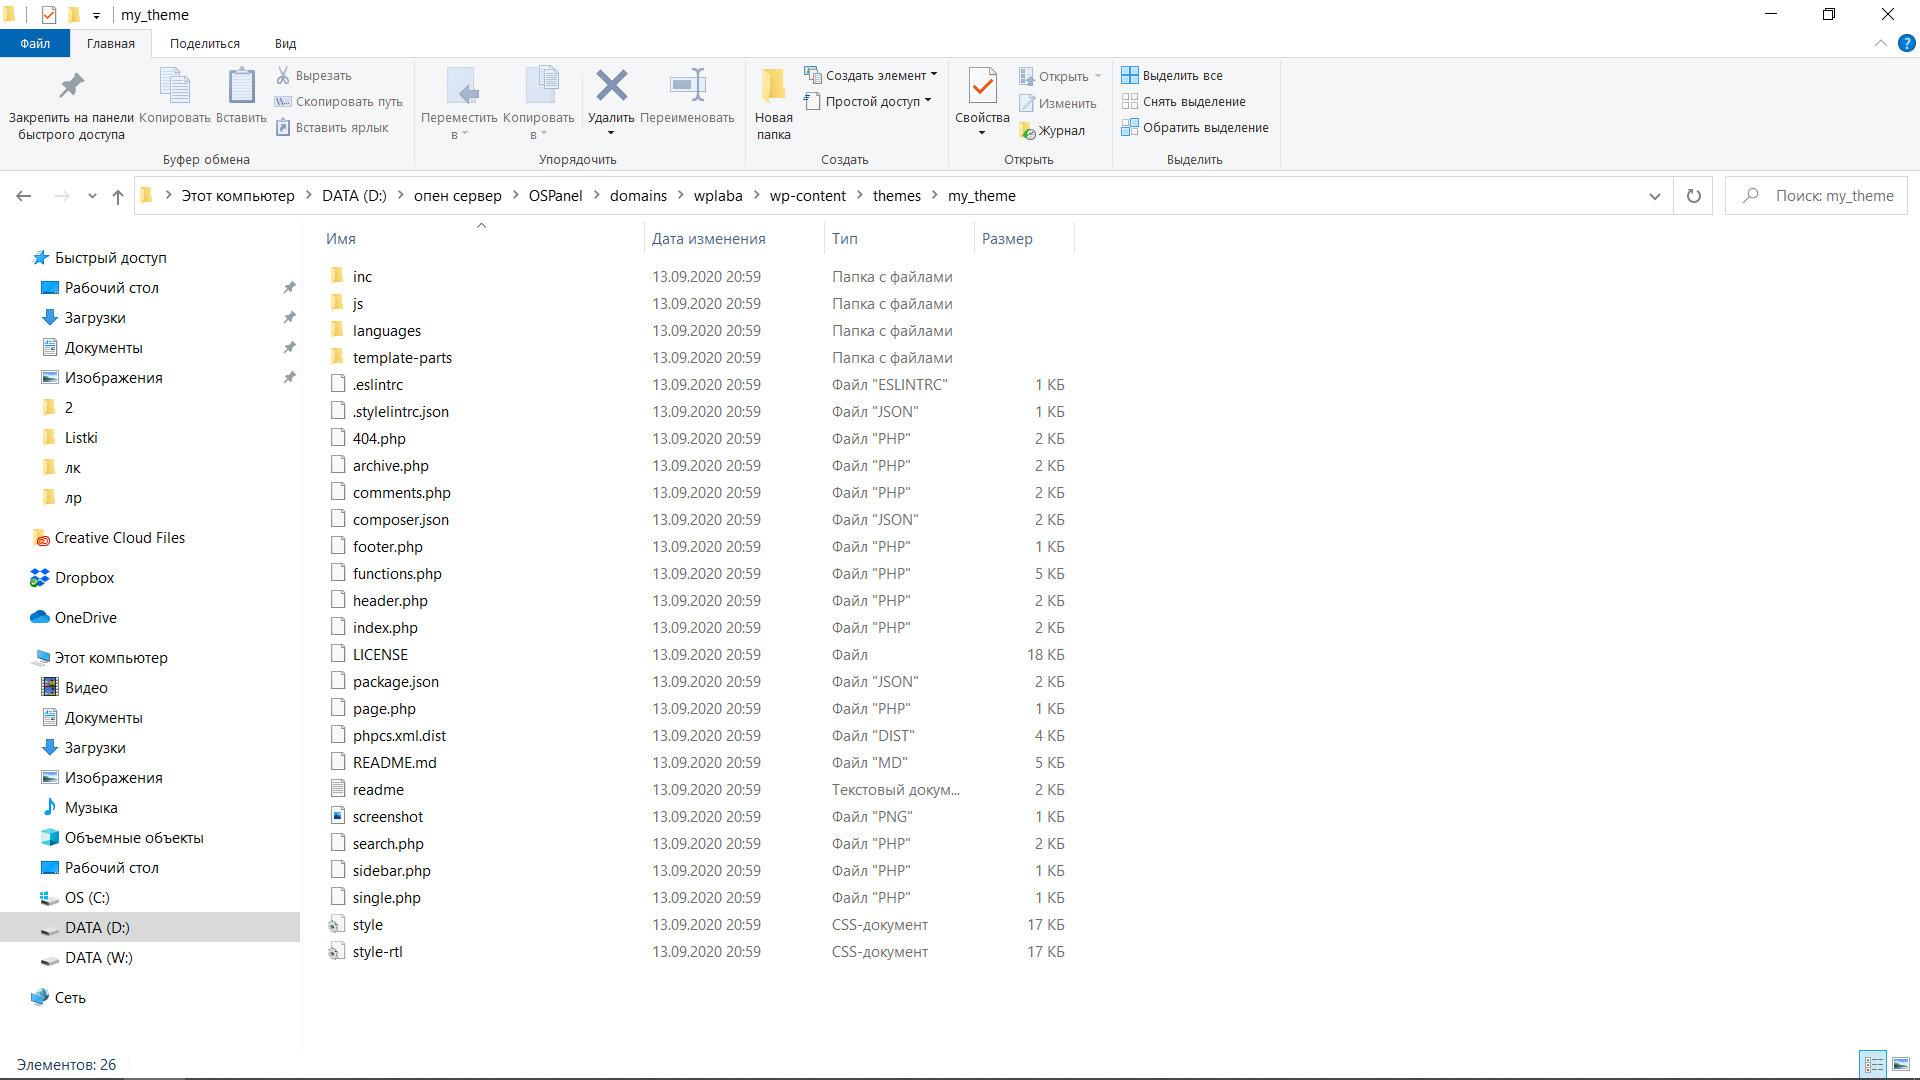 my_theme
Файл Главная Поделиться Вид
Закрепить на панели быстрого доступа
Копировать
Вставить
Вырезать
Скопировать путь
Вставить ярлык
Буфер обмена
Переместить в
Копировать в
Удалить
Переименовать
Упорядочить
Новая папка
Создать элемент
Простой доступ
Создать
Свойства
Открыть
Изменить
Журнал
Открыть
Выделить все
Снять выделение
Обратить выделение
Выделить
Этот компьютер DATA (D:) опен сервер OSPanel domains wplaba wp-content themes my_theme
Поиск: my_theme
Быстрый доступ
Рабочий стол
Загрузки
Документы
Изображения
2
Listki
лк
лр
Creative Cloud Files
Dropbox
OneDrive
Этот компьютер
Видео
Документы
Загрузки
Изображения
Музыка
Объемные объекты
Рабочий стол
OS (C:)
DATA (D:)
DATA (W:)
Сеть
Имя Дата изменения Тип Размер
inc 13.09.2020 20:59 Папка с файлами
js 13.09.2020 20:59 Папка с файлами
languages 13.09.2020 20:59 Папка с файлами
template-parts 13.09.2020 20:59 Папка с файлами
.eslintrc 13.09.2020 20:59 Файл "ESLINTRC" 1 КБ
.stylelintrc.json 13.09.2020 20:59 Файл "JSON" 1 КБ
404.php 13.09.2020 20:59 Файл "PHP" 2 КБ
archive.php 13.09.2020 20:59 Файл "PHP" 2 КБ
comments.php 13.09.2020 20:59 Файл "PHP" 2 КБ
composer.json 13.09.2020 20:59 Файл "JSON" 2 КБ
footer.php 13.09.2020 20:59 Файл "PHP" 1 КБ
functions.php 13.09.2020 20:59 Файл "PHP" 5 КБ
header.php 13.09.2020 20:59 Файл "PHP" 2 КБ
index.php 13.09.2020 20:59 Файл "PHP" 2 КБ
LICENSE 13.09.2020 20:59 Файл 18 КБ
package.json 13.09.2020 20:59 Файл "JSON" 2 КБ
page.php 13.09.2020 20:59 Файл "PHP" 1 КБ
phpcs.xml.dist 13.09.2020 20:59 Файл "DIST" 4 КБ
README.md 13.09.2020 20:59 Файл "MD" 5 КБ
readme 13.09.2020 20:59 Текстовый докум... 2 КБ
screenshot 13.09.2020 20:59 Файл "PNG" 1 КБ
search.php 13.09.2020 20:59 Файл "PHP" 2 КБ
sidebar.php 13.09.2020 20:59 Файл "PHP" 1 КБ
single.php 13.09.2020 20:59 Файл "PHP" 1 КБ
style 13.09.2020 20:59 CSS-документ 17 КБ
style-rtl 13.09.2020 20:59 CSS-документ 17 КБ
Элементов: 26